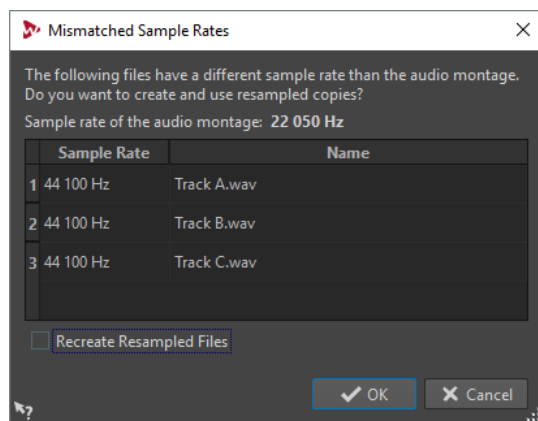 Mismatched Sample Rates
The following files have a different sample rate than the audio montage.
Do you want to create and use resampled copies?
Sample rate of the audio montage: 22 050 Hz
Sample Rate Name
1 44 100 Hz Track A.wav
2 44 100 Hz Track B.wav
3 44 100 Hz Track C.wav
Recreate Resampled Files
OK Cancel
?